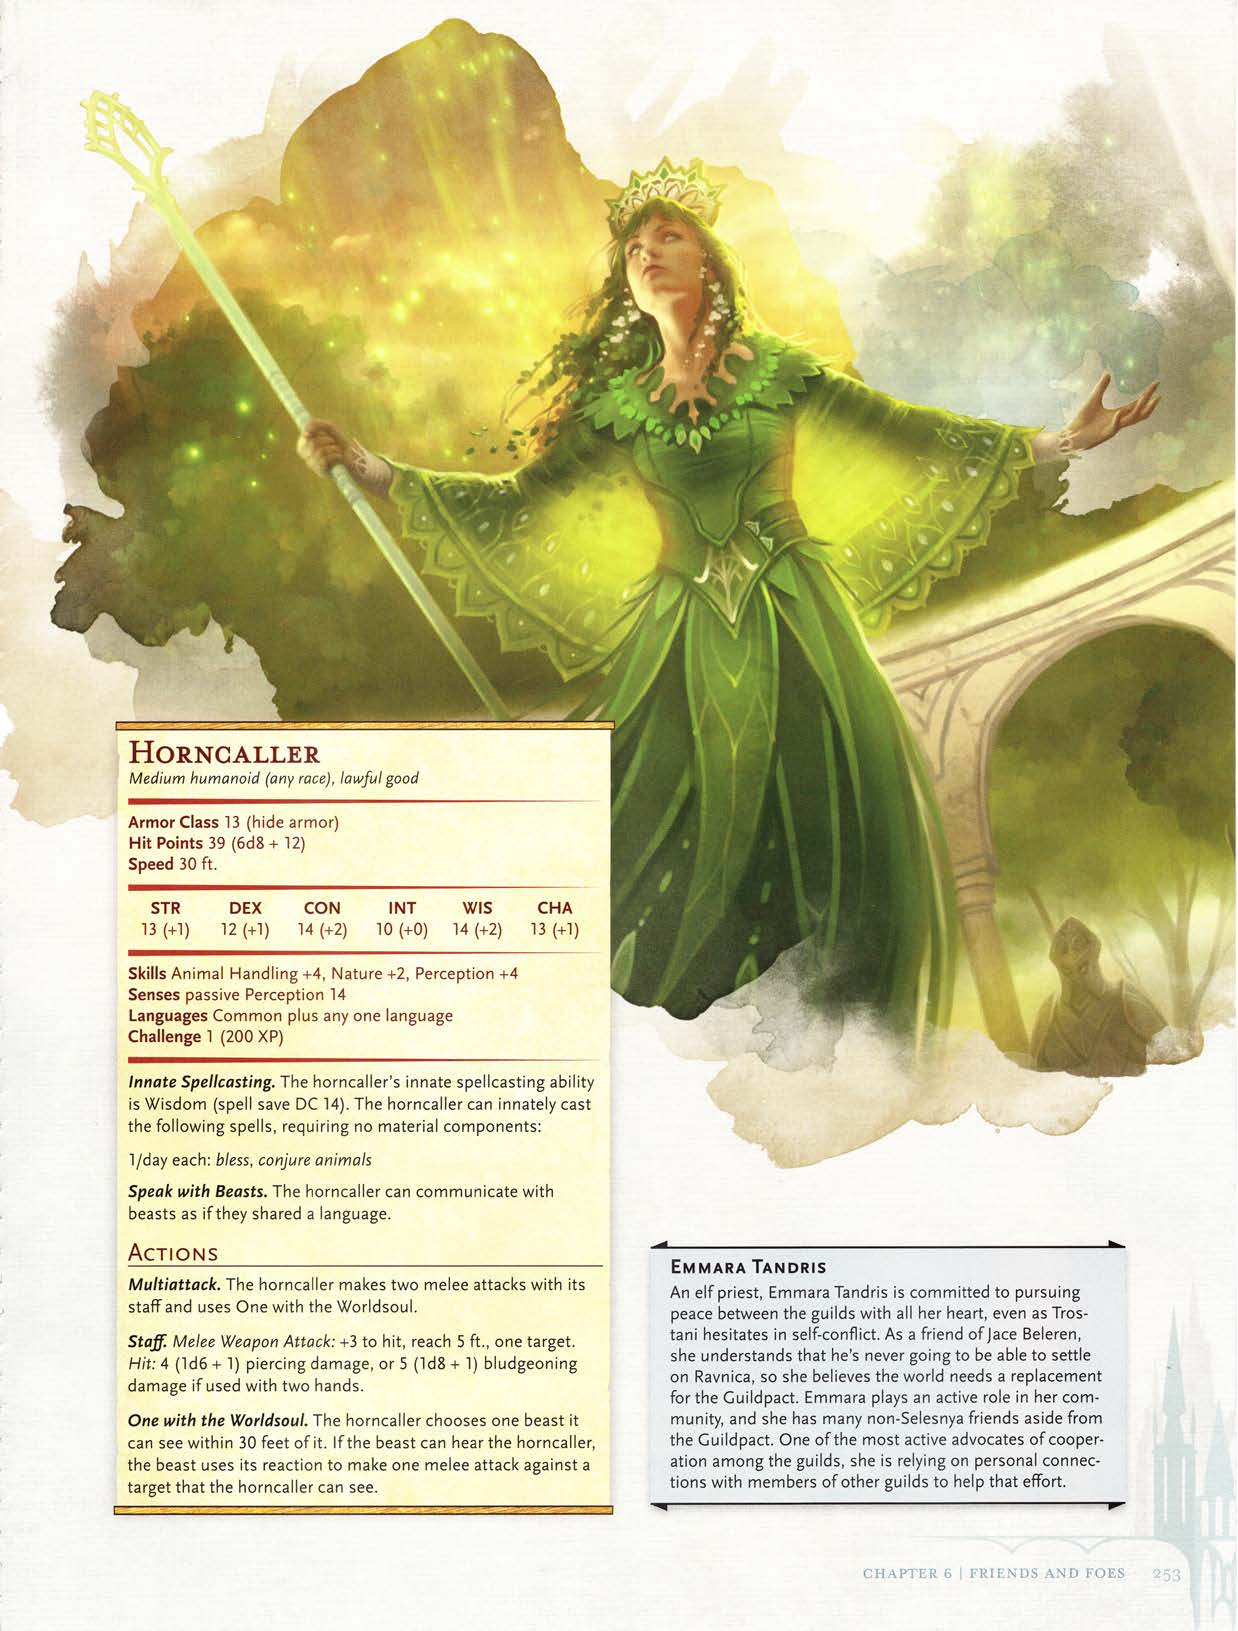 HORNCALLER
Medium humanoid (any race), lawful good
Armor Class 13 (hide armor)
Hit Points 39 (6d8 + 12)
Speed 30 ft.
STR DEX CON INT WIS CHA
13 (+1) 12 (+1) 14 (+2) 10 (+0) 14 (+2) 13 (+1)
Skills Animal Handling +4, Nature +2, Perception +4
Senses passive Perception 14
Languages Common plus any one language
Challenge 1 (200 XP)
Innate Spellcasting. The horncaller's innate spellcasting ability
is Wisdom (spell save DC 14). The horncaller can innately cast
the following spells, requiring no material components:
1/day each: bless, conjure animals
Speak with Beasts. The horncaller can communicate with
beasts as if they shared a language.
ACTIONS
Multiattack. The horncaller makes two melee attacks with its
staff and uses One with the Worldsoul.
Staff. Melee Weapon Attack: +3 to hit, reach 5 ft., one target.
Hit: 4 (1d6 + 1) piercing damage, or 5 (1d8 + 1) bludgeoning
damage if used with two hands.
One with the Worldsoul. The horncaller chooses one beast it
can see within 30 feet of it. If the beast can hear the horncaller,
the beast uses its reaction to make one melee attack against a
target that the horncaller can see.
EMMARA TANDRIS
An elf priest, Emmara Tandris is committed to pursuing
peace between the guilds with all her heart, even as Tros-
tani hesitates in self-conflict. As a friend of Jace Beleren,
she understands that he's never going to be able to settle
on Ravnica, so she believes the world needs a replacement
for the Guildpact. Emmara plays an active role in her com-
munity, and she has many non-Selesnya friends aside from
the Guildpact. One of the most active advocates of cooper-
ation among the guilds, she is relying on personal connec-
tions with members of other guilds to help that effort.
CHAPTER 6 | FRIENDS AND FOES 253